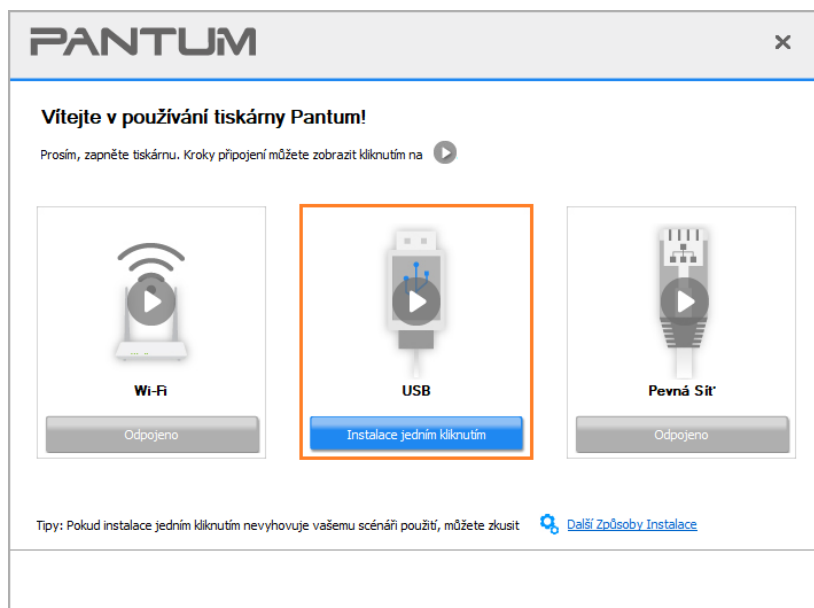 PANTUM
Vítejte v používání tiskárny Pantum!
Prosím, zapněte tiskárnu. Kroky připojení můžete zobrazit kliknutím na
Wi-Fi
USB
Pevná Síť
Odpojeno
Instalace jedním kliknutím
Odpojeno
Tipy: Pokud instalace jedním kliknutím nevyhovuje vašemu scénáři použití, můžete zkusit Další Způsoby Instalace